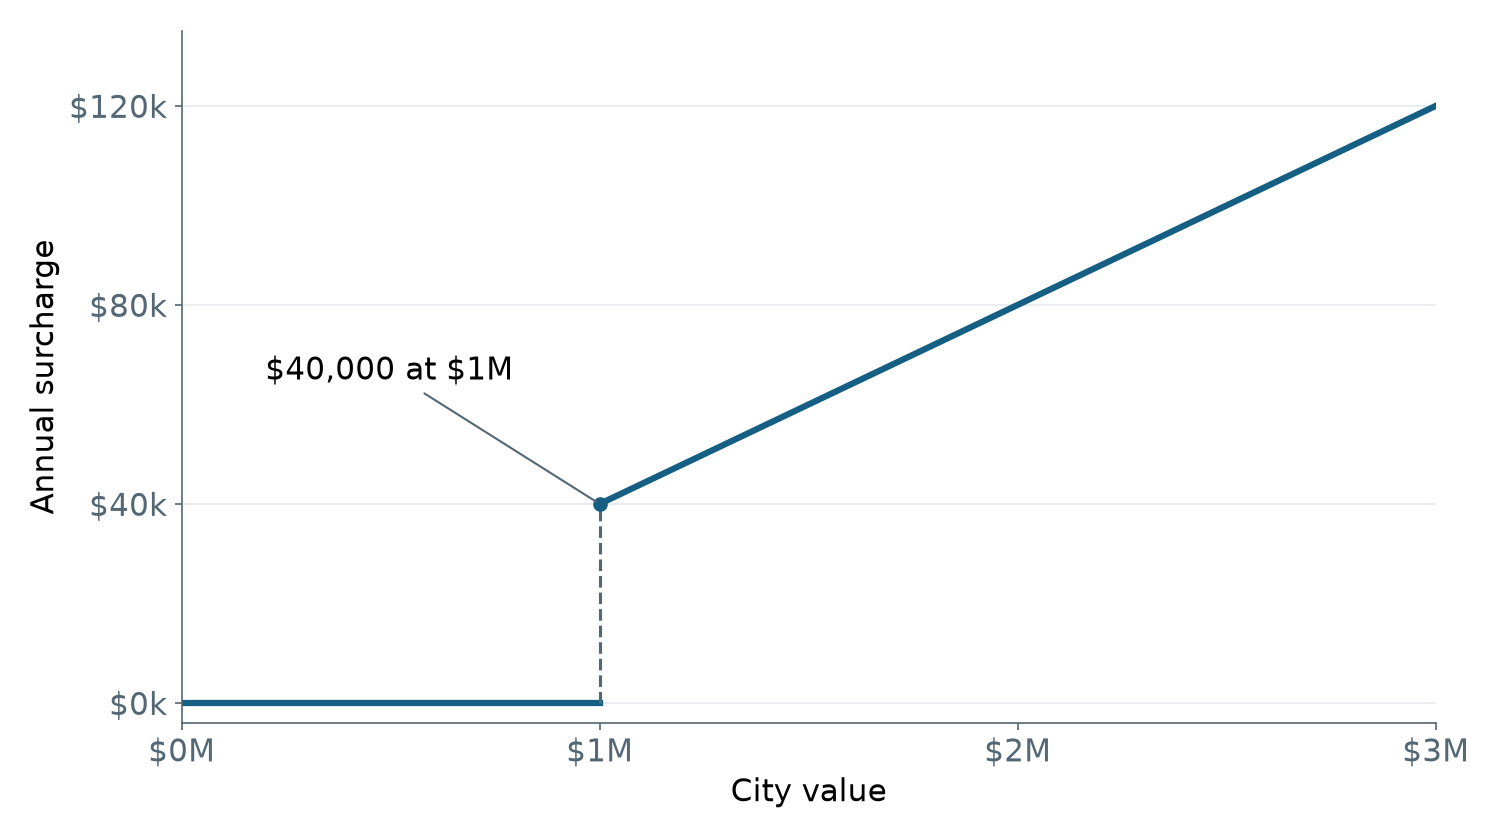 $120k
$80k
$40k
$0k
Annual surcharge
$40,000 at $1M
$0M
$1M
$2M
$3M
City value